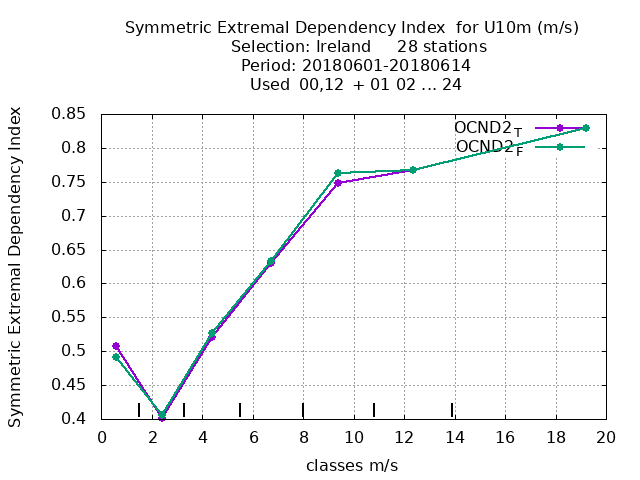 Symmetric Extremal Dependency Index for U10m (m/s)
Selection: Ireland 28 stations
Period: 20180601-20180614
Used 00,12 + 01 02 ... 24
Symmetric Extremal Dependency Index
0.85
0.8
0.75
0.7
0.65
0.6
0.55
0.5
0.45
0.4
OCND2T
OCND2F
0 2 4 6 8 10 12 14 16 18 20
classes m/s